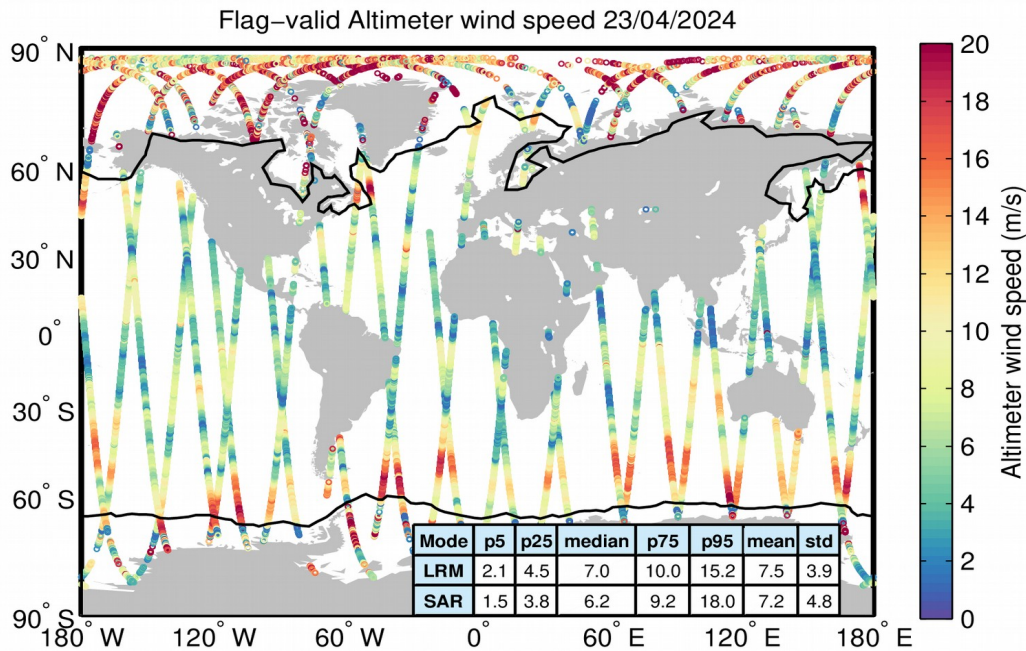 Flag-valid Altimeter wind speed 23/04/2024
90° N
60° N
30° N
0°
30° S
60° S
90° S
180° W
120° W
60° W
0°
60° E
120° E
180° E
Mode p5 p25 median p75 p95 mean std
LRM 2.1 4.5 7.0 10.0 15.2 7.5 3.9
SAR 1.5 3.8 6.2 9.2 18.0 7.2 4.8
20
18
16
14
12
10
8
6
4
2
0
Altimeter wind speed (m/s)